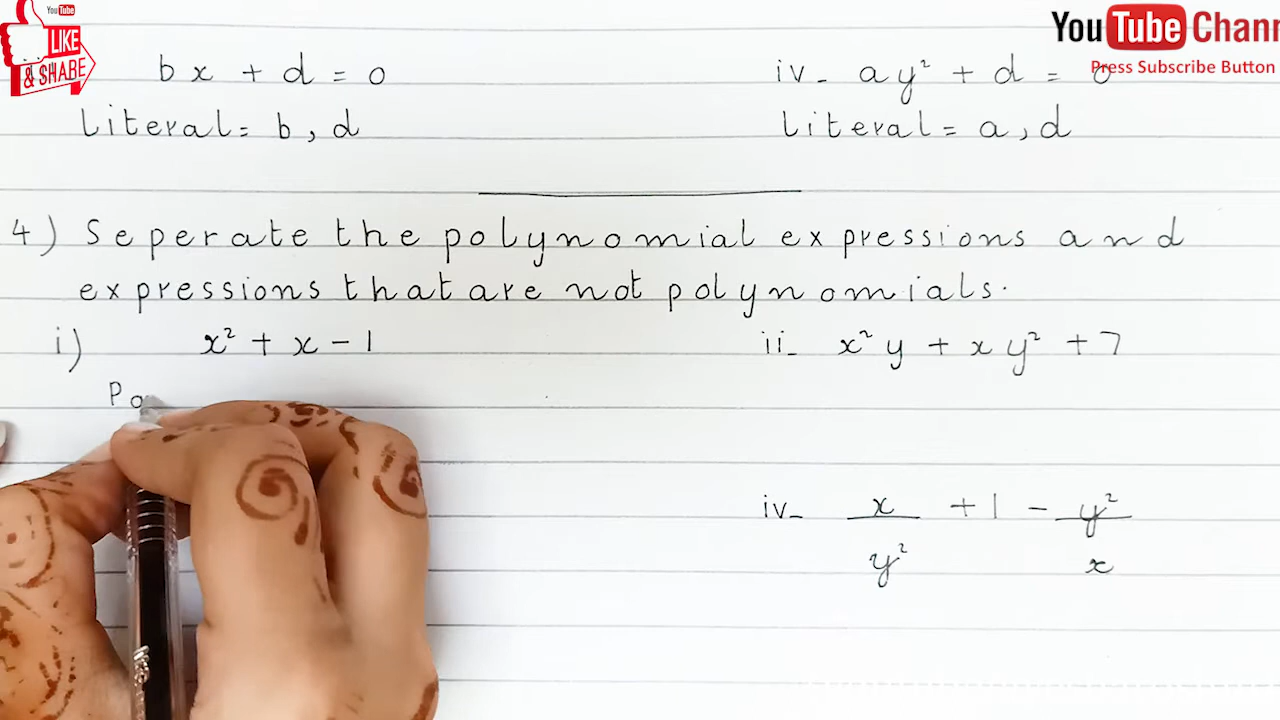 YouTube
LIKE
& SHARE
YouTube Chann
Press Subscribe Button
bx + d = 0
iv- ay² + d = 0
literal = b, d
literal = a, d
4) Seperate the polynomial expressions and
expressions that are not polynomials.
i) x² + x - 1
ii- x²y + xy² + 7
Po
iv- x/y² + 1 - y²/x